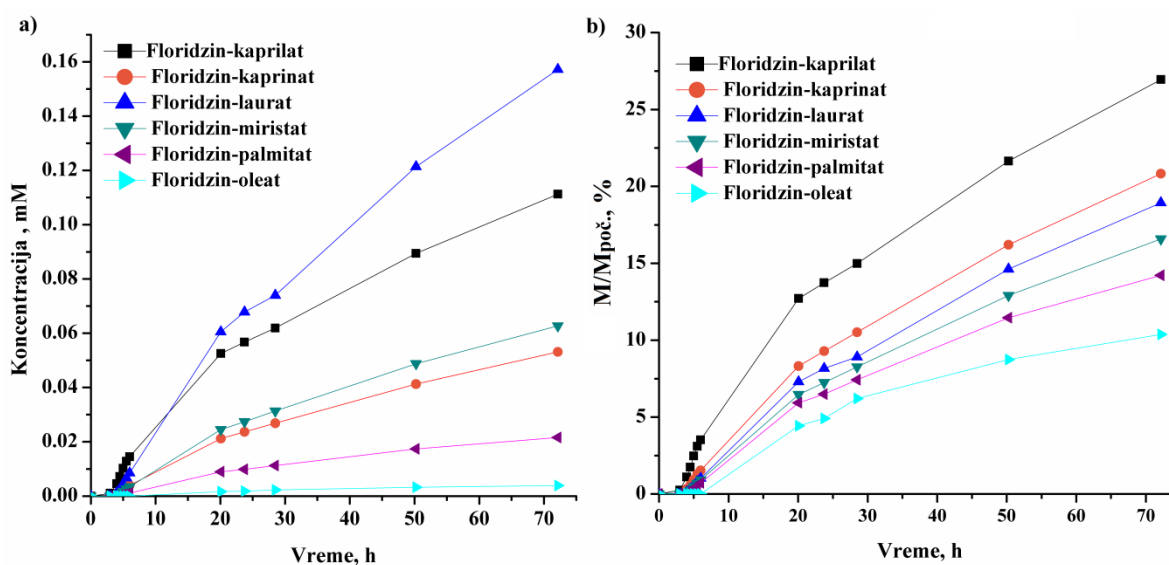 a)
Floridzin-kaprilat
Floridzin-kaprinat
Floridzin-laurat
Floridzin-miristat
Floridzin-palmitat
Floridzin-oleat
Koncentracija , mM
0.16
0.14
0.12
0.10
0.08
0.06
0.04
0.02
0.00
0 10 20 30 40 50 60 70
Vreme, h
b)
Floridzin-kaprilat
Floridzin-kaprinat
Floridzin-laurat
Floridzin-miristat
Floridzin-palmitat
Floridzin-oleat
M/Mpoč., %
30
25
20
15
10
5
0
0 10 20 30 40 50 60 70
Vreme, h